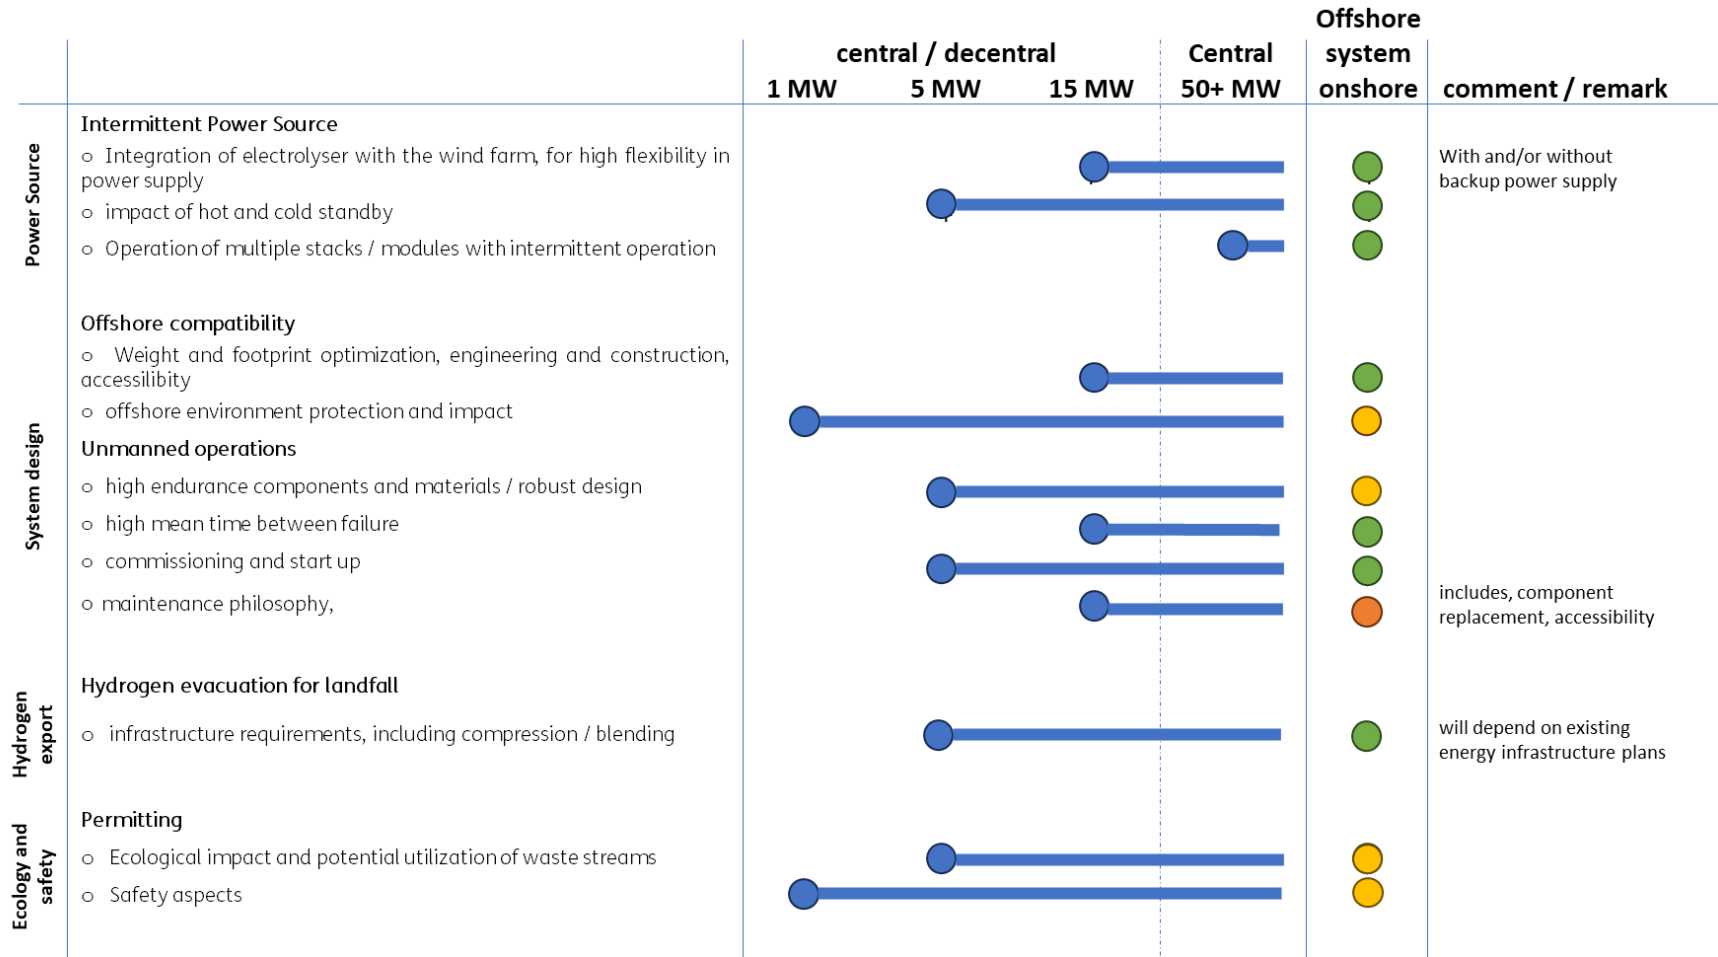 Offshore
central / decentral Central system
1 MW 5 MW 15 MW 50+ MW onshore comment / remark
Power Source
Intermittent Power Source
o Integration of electrolyser with the wind farm, for high flexibility in
power supply
With and/or without
backup power supply
o impact of hot and cold standby
o Operation of multiple stacks / modules with intermittent operation
System design
Offshore compatibility
o Weight and footprint optimization, engineering and construction,
accessilibity
o offshore environment protection and impact
Unmanned operations
o high endurance components and materials / robust design
o high mean time between failure
o commissioning and start up
o maintenance philosophy,
includes, component
replacement, accessibility
Hydrogen
export
Hydrogen evacuation for landfall
o infrastructure requirements, including compression / blending
will depend on existing
energy infrastructure plans
Ecology and
safety
Permitting
o Ecological impact and potential utilization of waste streams
o Safety aspects